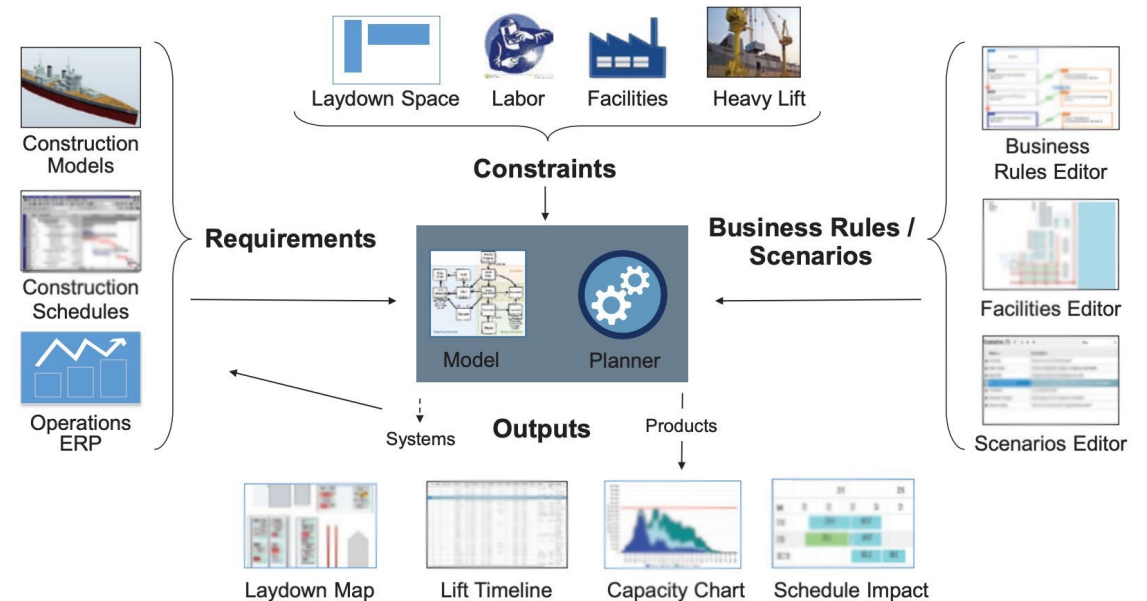 Laydown Space
Labor
Facilities
Heavy Lift
Constraints
Construction
Models
Construction
Schedules
Operations
ERP
Requirements
Model
Planner
Business Rules /
Scenarios
Business
Rules Editor
Facilities Editor
Scenarios Editor
Systems
Outputs
Products
Laydown Map
Lift Timeline
Capacity Chart
Schedule Impact